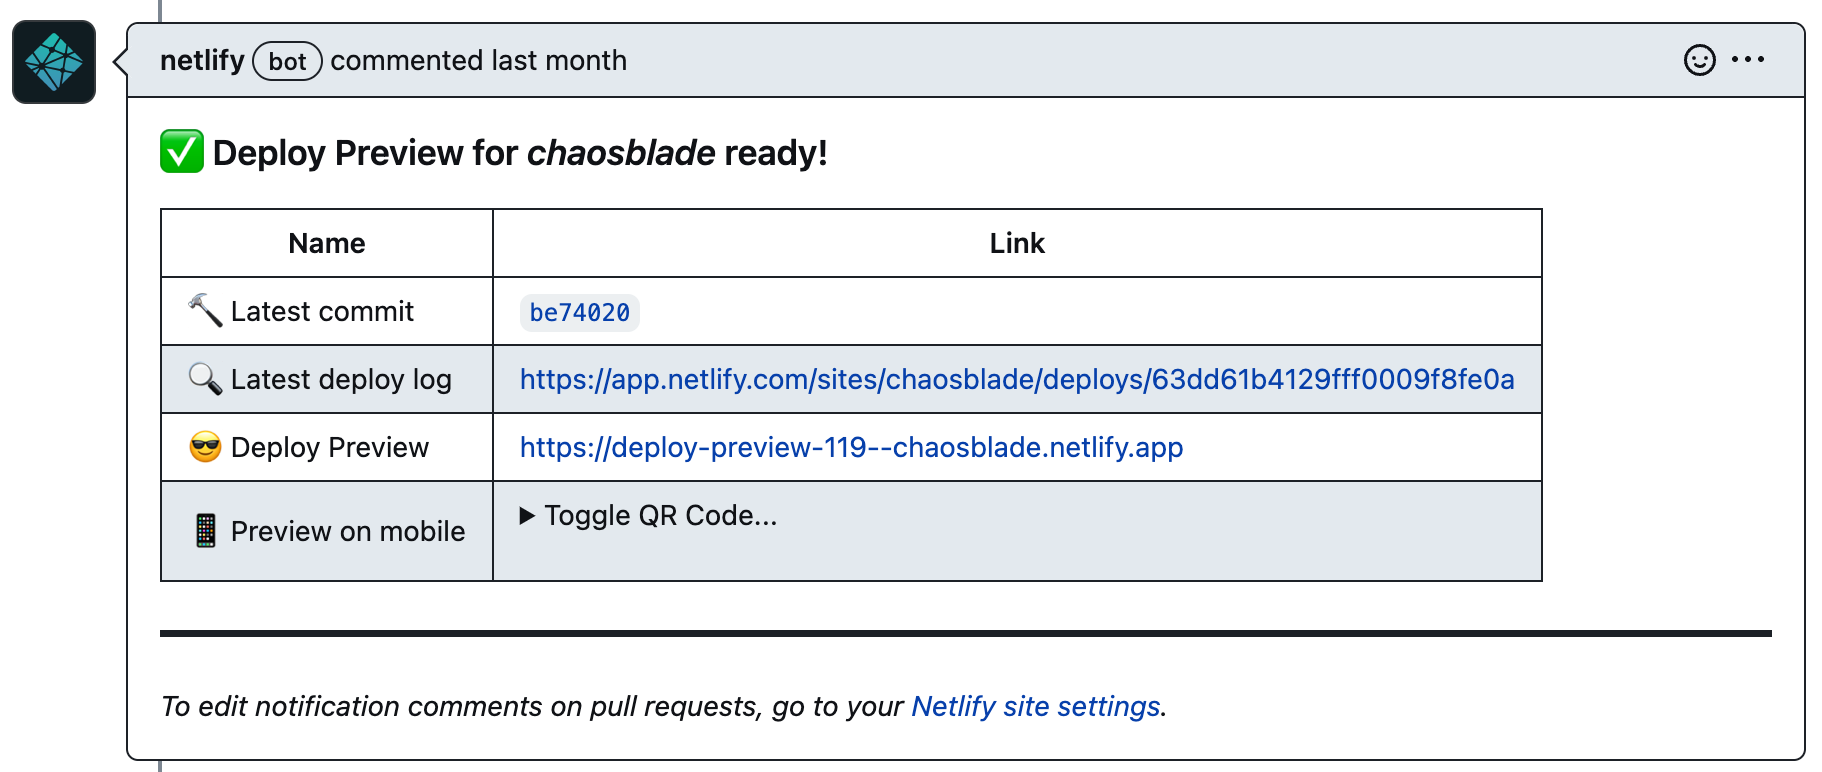 netlify bot commented last month
✅ Deploy Preview for chaosblade ready!
Name Link
🔨 Latest commit be74020
🔍 Latest deploy log https://app.netlify.com/sites/chaosblade/deploys/63dd61b4129fff0009f8fe0a
😎 Deploy Preview https://deploy-preview-119--chaosblade.netlify.app
📱 Preview on mobile ▶ Toggle QR Code...
To edit notification comments on pull requests, go to your Netlify site settings.